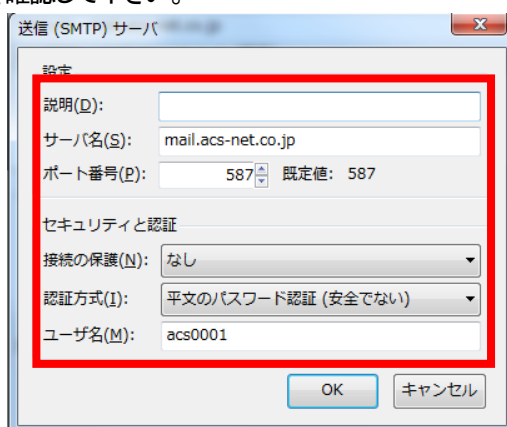 確認して下さい。
送信 (SMTP) サーバ
設定
説明(D):
サーバ名(S): mail.acs-net.co.jp
ポート番号(P): 587 既定値: 587
セキュリティと認証
接続の保護(N): なし
認証方式(I): 平文のパスワード認証 (安全でない)
ユーザ名(M): acs0001
OK キャンセル